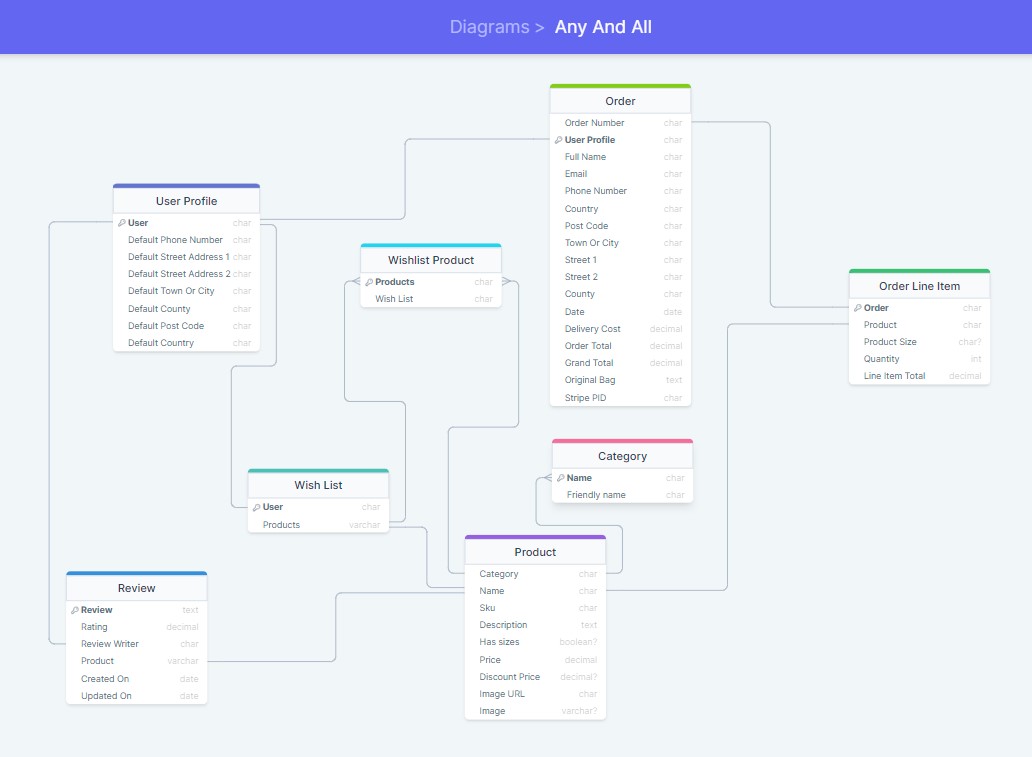 Diagrams > Any And All
Order
Order Number char
User Profile char
Full Name char
Email char
Phone Number char
Country char
Post Code char
Town Or City char
Street 1 char
Street 2 char
County char
Date date
Delivery Cost decimal
Order Total decimal
Grand Total decimal
Original Bag text
Stripe PID char
User Profile
User char
Default Phone Number char
Default Street Address 1 char
Default Street Address 2 char
Default Town Or City char
Default County char
Default Post Code char
Default Country char
Wishlist Product
Products char
Wish List char
Order Line Item
Order char
Product char
Product Size char?
Quantity int
Line Item Total decimal
Category
Name char
Friendly name char
Wish List
User char
Products varchar
Product
Category char
Name char
Sku char
Description text
Has sizes boolean?
Price decimal
Discount Price decimal?
Image URL char
Image varchar?
Review
Review text
Rating decimal
Review Writer char
Product varchar
Created On date
Updated On date